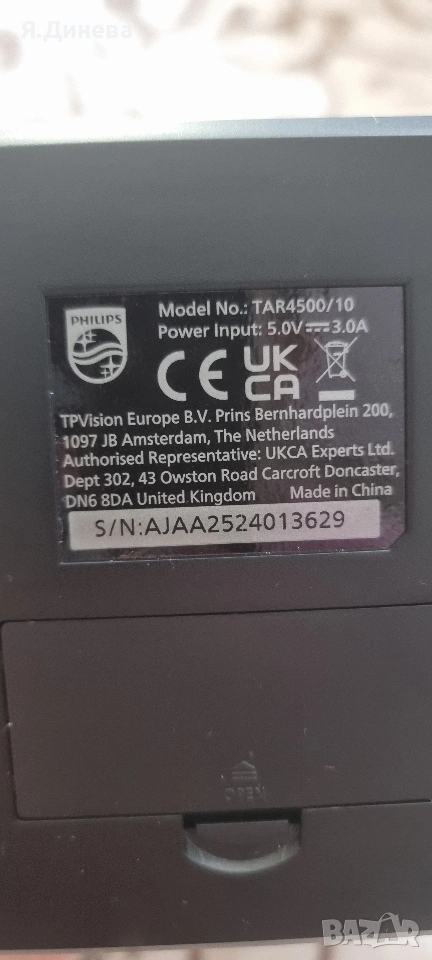 Я.Динева
PHILIPS
Model No.: TAR4500/10
Power Input: 5.0V⎓3.0A
CE UK CA
TPVision Europe B.V. Prins Bernhardplein 200,
1097 JB Amsterdam, The Netherlands
Authorised Representative: UKCA Experts Ltd.
Dept 302, 43 Owston Road Carcroft Doncaster,
DN6 8DA United Kingdom Made in China
S/N:AJAA2524013629
OPEN
BAZAR